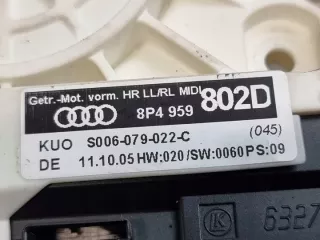 Getr.-Mot. vorm. HR LL/RL MIDI
8P4 959 802D
KUO S006-079-022-C (045)
DE 11.10.05 HW:020/SW:0060 PS:09
K 6327